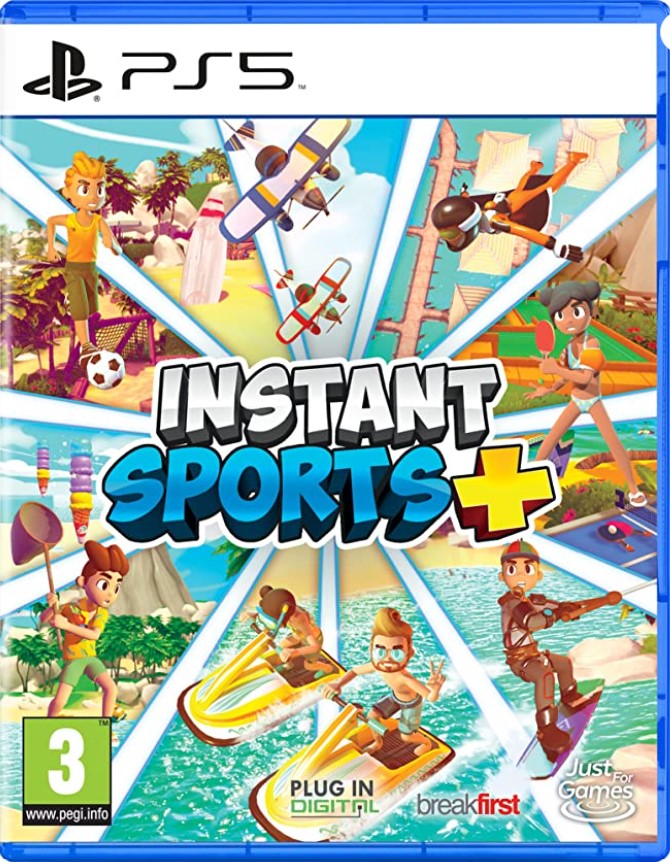 PS5
INSTANT
SPORTS+
3
www.pegi.info
PLUG IN
DIGITAL
breakfirst
Just
For
Games